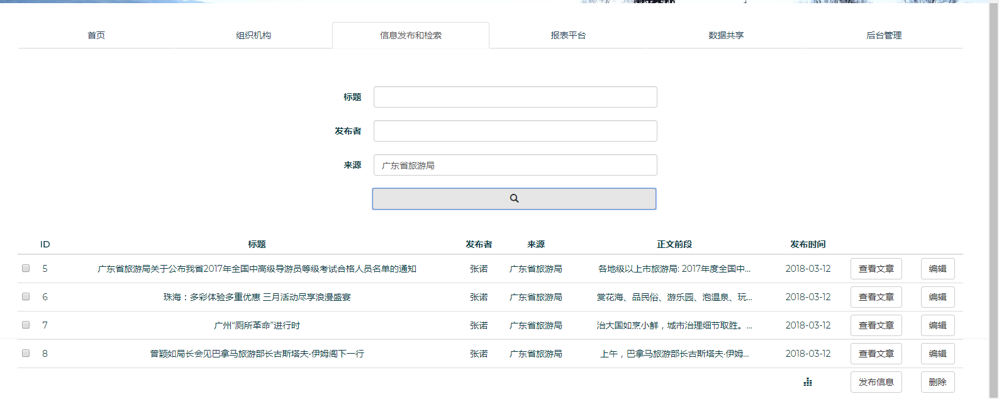 首页 组织机构 信息发布和检索 报表平台 数据共享 后台管理
标题
发布者
来源 广东省旅游局
ID 标题 发布者 来源 正文前段 发布时间
5 广东省旅游局关于公布我省2017年全国中高级导游员等级考试合格人员名单的通知 张诺 广东省旅游局 各地级以上市旅游局: 2017年度全国中... 2018-03-12 查看文章 编辑
6 珠海：多彩体验多重优惠 三月活动尽享浪漫盛宴 张诺 广东省旅游局 赏花海、品民俗、游乐园、泡温泉、玩... 2018-03-12 查看文章 编辑
7 广州“厕所革命”进行时 张诺 广东省旅游局 治大国如烹小鲜，城市治理细节取胜。... 2018-03-12 查看文章 编辑
8 曾颖如局长会见巴拿马旅游部长古斯塔夫·伊姆阁下一行 张诺 广东省旅游局 上午，巴拿马旅游部长古斯塔夫·伊姆... 2018-03-12 查看文章 编辑
发布信息 删除